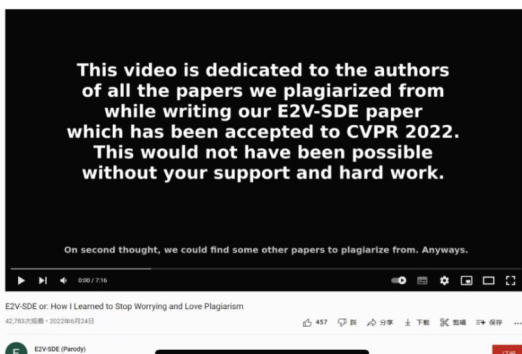 This video is dedicated to the authors
of all the papers we plagiarized from
while writing our E2V-SDE paper
which has been accepted to CVPR 2022.
This would not have been possible
without your support and hard work.
On second thought, we could find some other papers to plagiarize from. Anyways.
0:00 / 7:16
E2V-SDE or: How I Learned to Stop Worrying and Love Plagiarism
42,783次觀看 • 2022年6月24日
457 分享 下載 剪輯 保存 ...
E E2V-SDE (Parody)